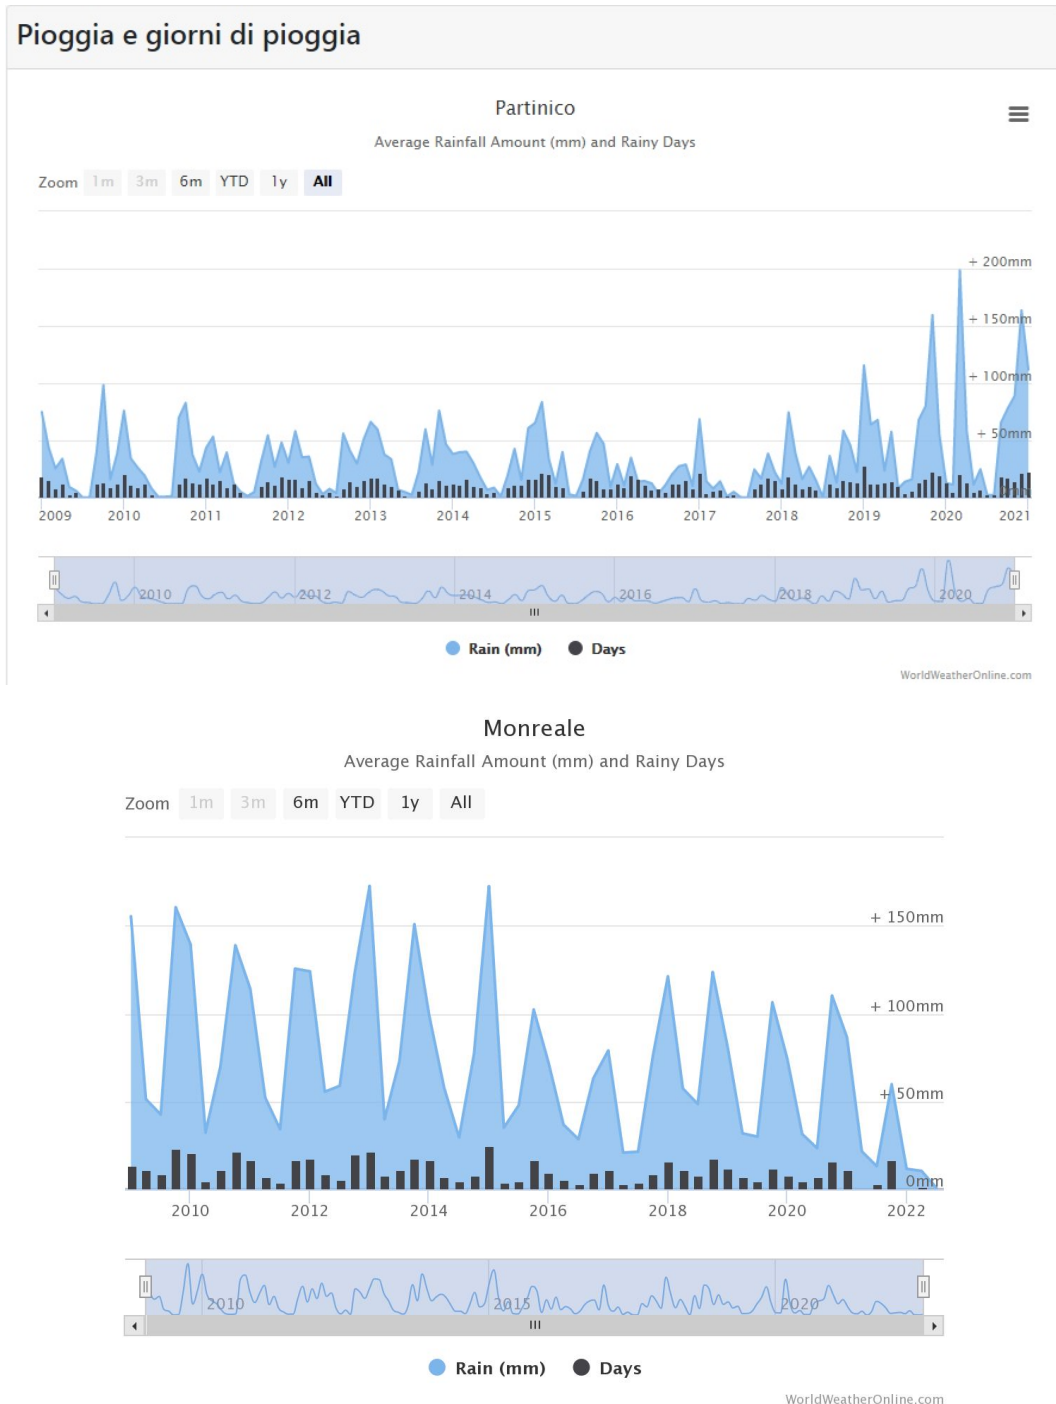 Pioggia e giorni di pioggia
Partinico
Average Rainfall Amount (mm) and Rainy Days
Zoom 1m 3m 6m YTD 1y All
+ 200mm
+ 150mm
+ 100mm
+ 50mm
0mm
2009 2010 2011 2012 2013 2014 2015 2016 2017 2018 2019 2020 2021
2010 2012 2014 2016 2018 2020
Rain (mm) Days
WorldWeatherOnline.com
Monreale
Average Rainfall Amount (mm) and Rainy Days
Zoom 1m 3m 6m YTD 1y All
+ 150mm
+ 100mm
+ 50mm
0mm
2010 2012 2014 2016 2018 2020 2022
2010 2015 2020
Rain (mm) Days
WorldWeatherOnline.com